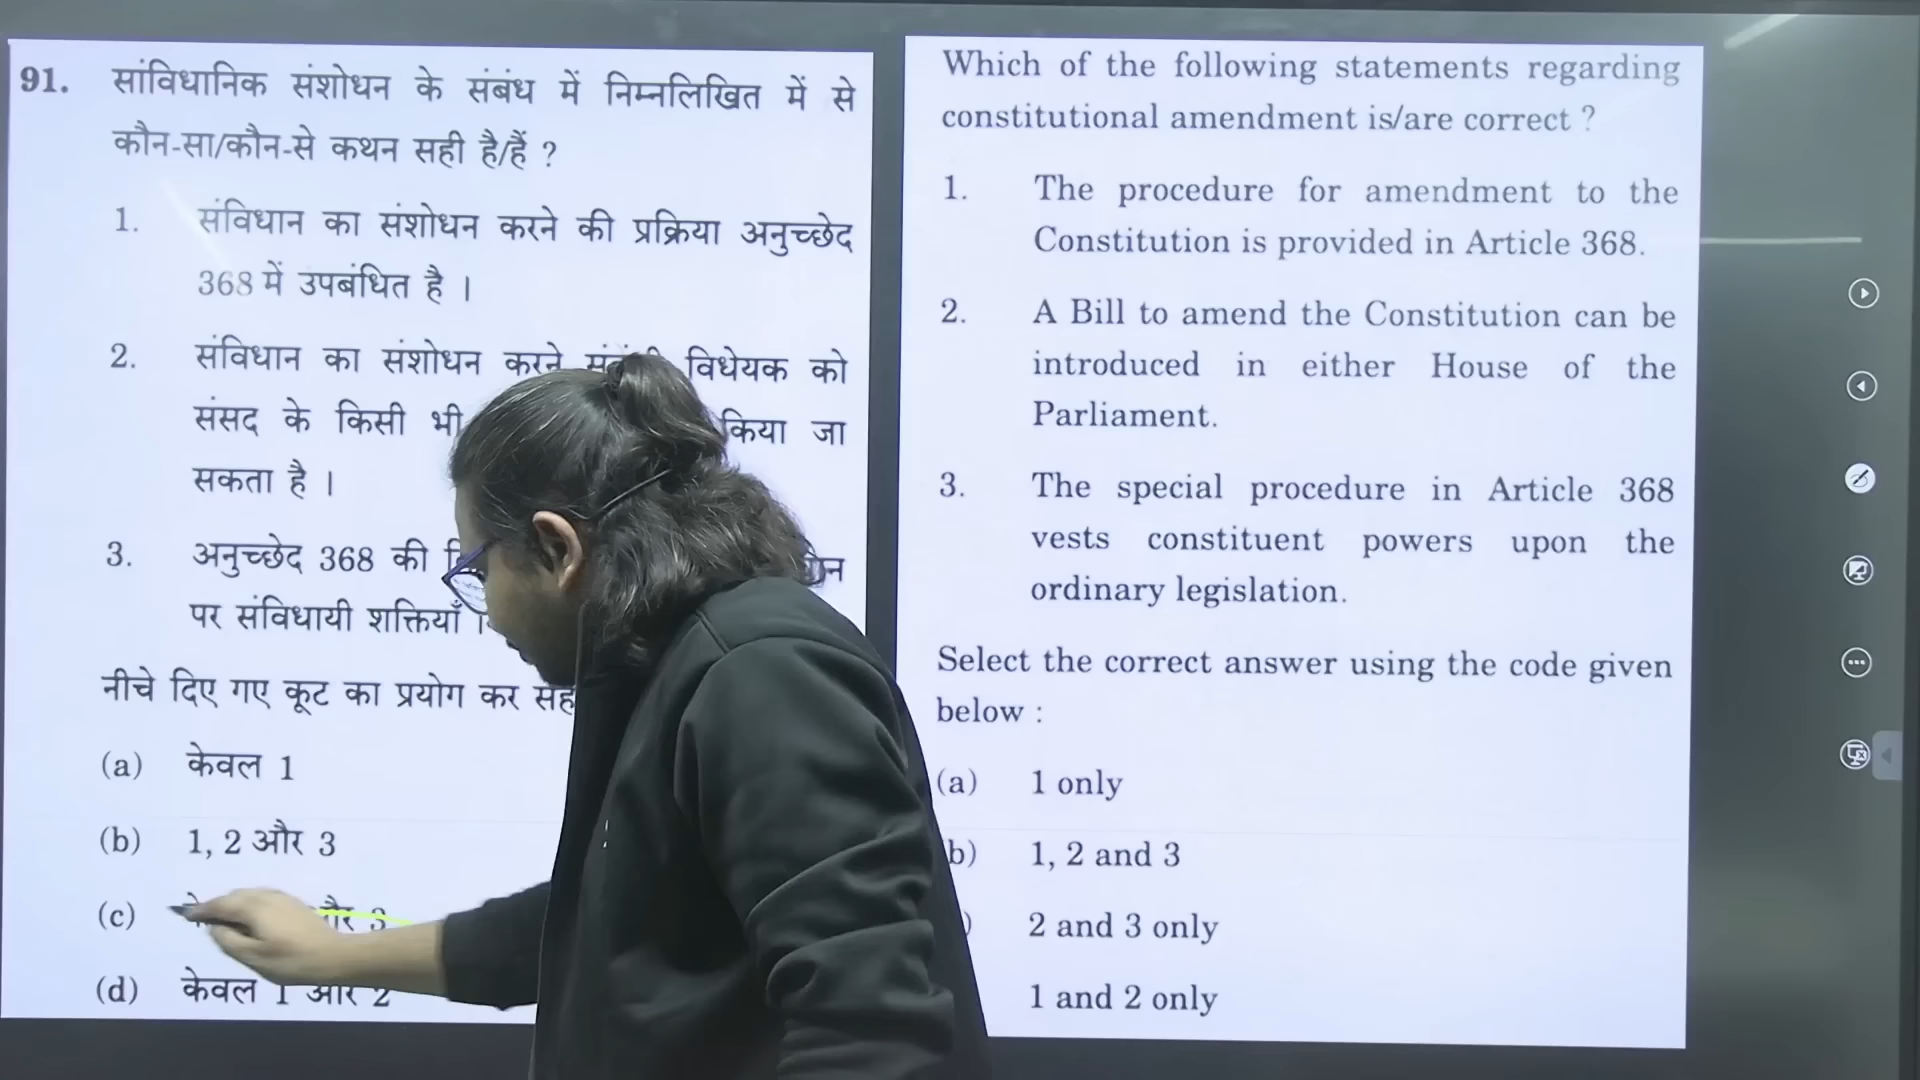 91. सांविधानिक संशोधन के संबंध में निम्नलिखित में से
कौन-सा/कौन-से कथन सही है/हैं ?
1. संविधान का संशोधन करने की प्रक्रिया अनुच्छेद
368 में उपबंधित है ।
2. संविधान का संशोधन करने विधेयक को
संसद के किसी भी किया जा
सकता है ।
3. अनुच्छेद 368 की
पर संविधायी शक्तियाँ
नीचे दिए गए कूट का प्रयोग कर
(a) केवल 1
(b) 1, 2 और 3
(c) और 3
(d) केवल 1 और 2
Which of the following statements regarding
constitutional amendment is/are correct ?
1. The procedure for amendment to the
Constitution is provided in Article 368.
2. A Bill to amend the Constitution can be
introduced in either House of the
Parliament.
3. The special procedure in Article 368
vests constituent powers upon the
ordinary legislation.
Select the correct answer using the code given
below :
(a) 1 only
b) 1, 2 and 3
) 2 and 3 only
1 and 2 only